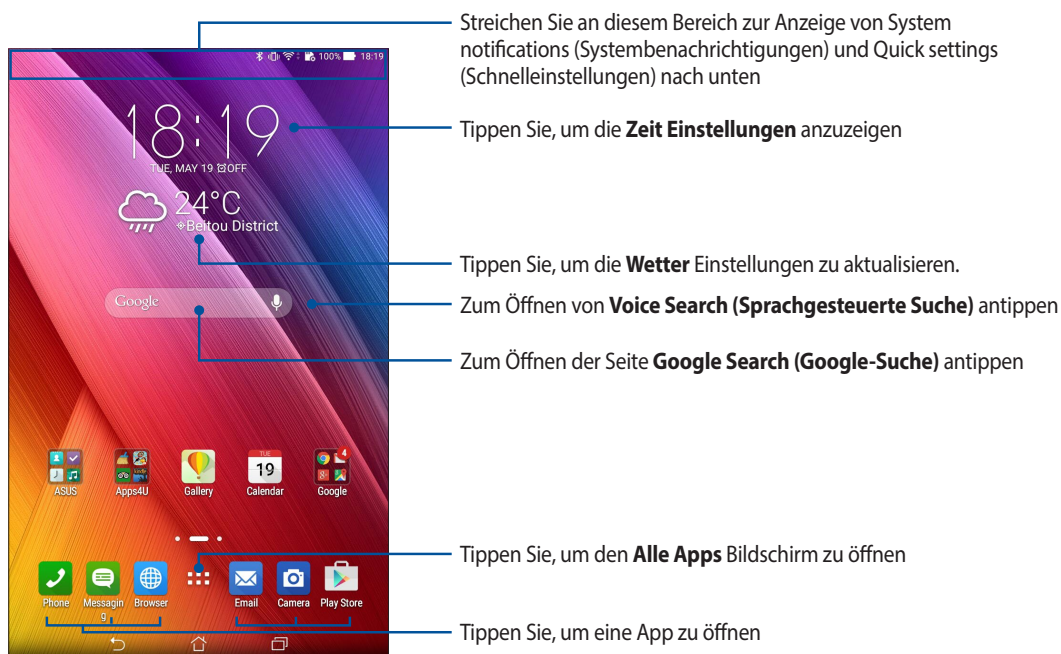 Streichen Sie an diesem Bereich zur Anzeige von System
notifications (Systembenachrichtigungen) und Quick settings
(Schnelleinstellungen) nach unten
100% 18:19
18:19
TUE, MAY 19 OFF
Tippen Sie, um die Zeit Einstellungen anzuzeigen
24°C
Beitou District
Tippen Sie, um die Wetter Einstellungen zu aktualisieren.
Google
Zum Öffnen von Voice Search (Sprachgesteuerte Suche) antippen
Zum Öffnen der Seite Google Search (Google-Suche) antippen
TUE
19
4
ASUS Apps4U Gallery Calendar Google
Tippen Sie, um den Alle Apps Bildschirm zu öffnen
Phone Messagin Browser Email Camera Play Store
g
Tippen Sie, um eine App zu öffnen